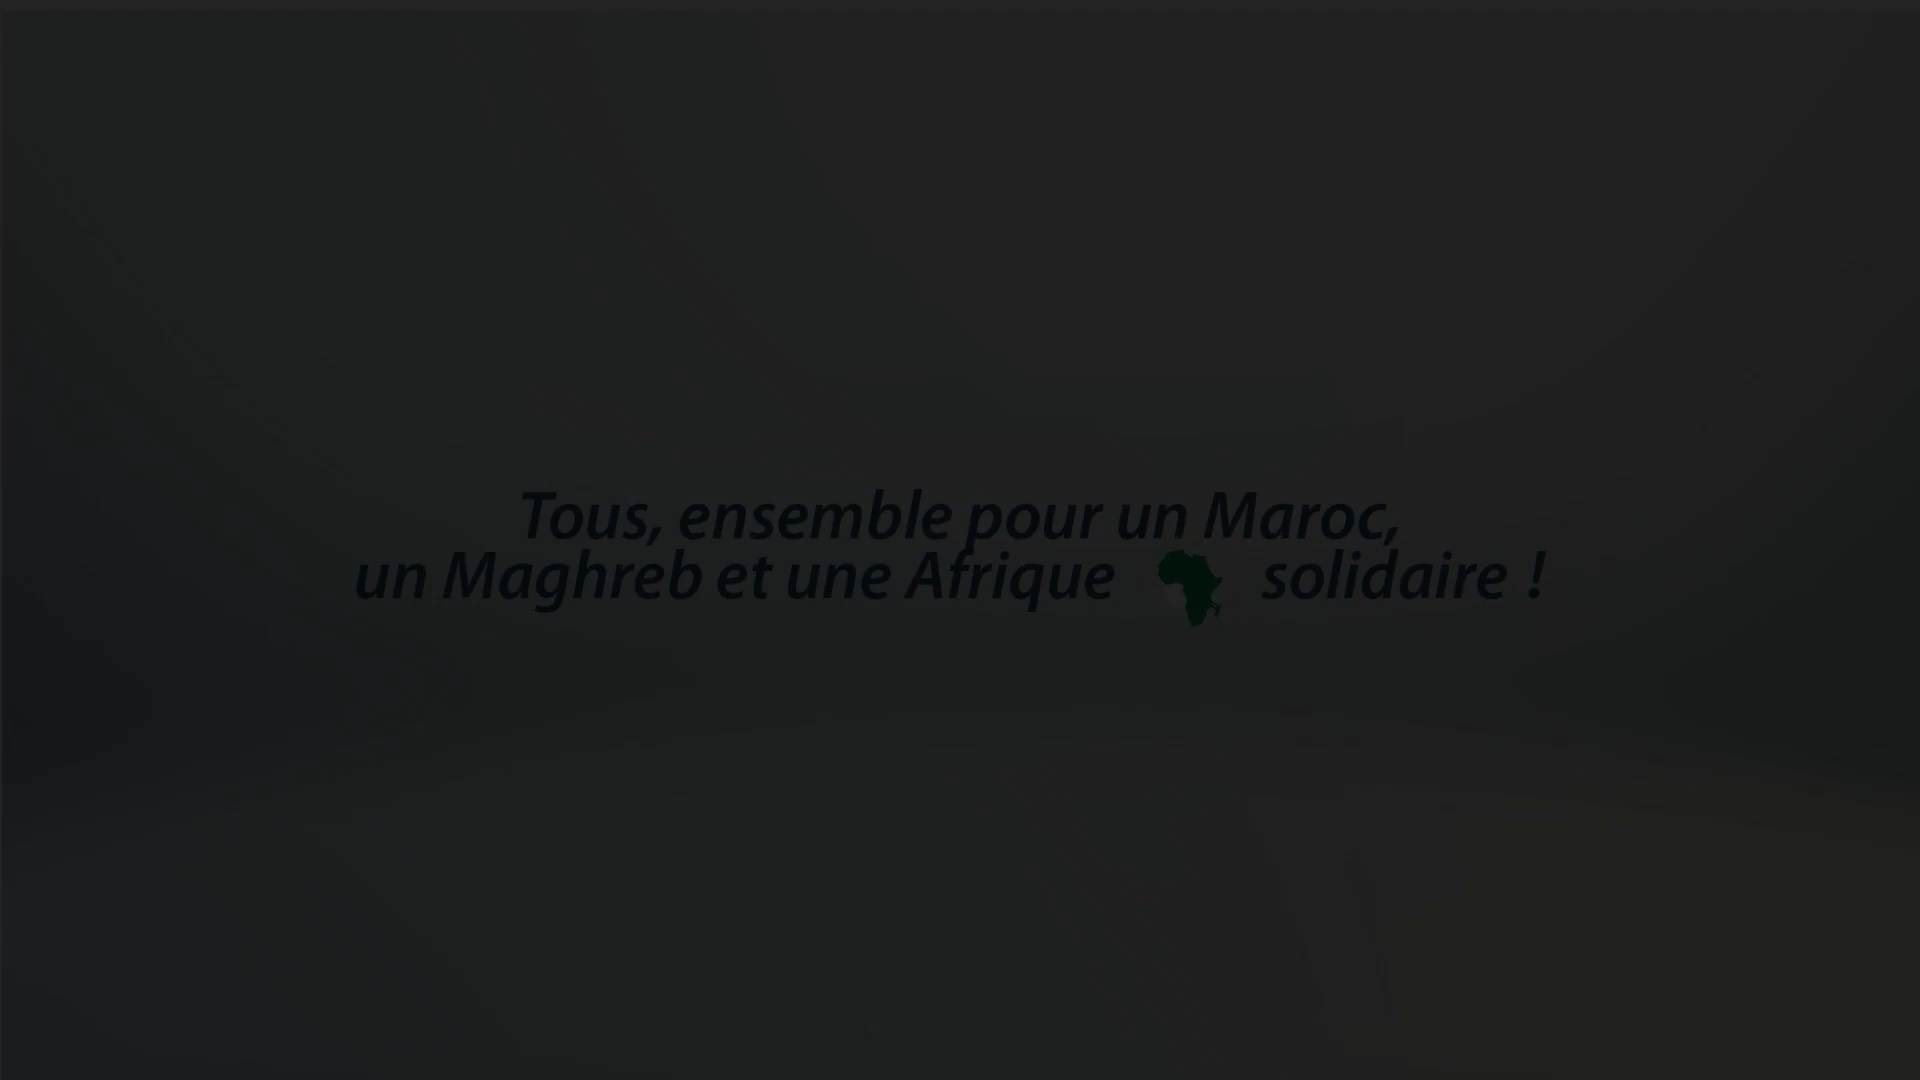 Tous, ensemble pour un Maroc,
un Maghreb et une Afrique solidaire !